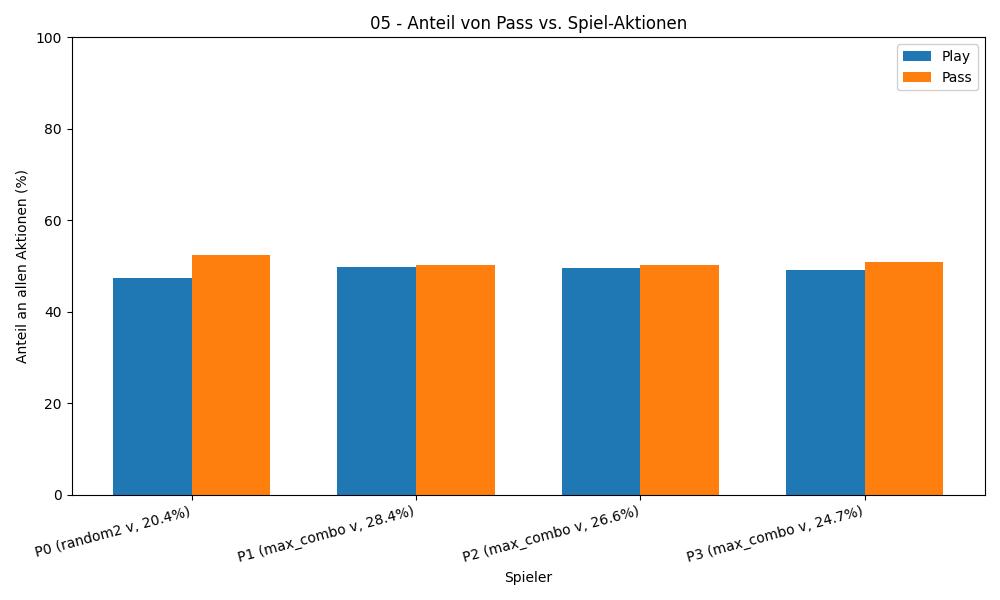 05 - Anteil von Pass vs. Spiel-Aktionen
Play
Pass
Anteil an allen Aktionen (%)
100
80
60
40
20
0
P0 (random2 v, 20.4%)
P1 (max_combo v, 28.4%)
P2 (max_combo v, 26.6%)
P3 (max_combo v, 24.7%)
Spieler